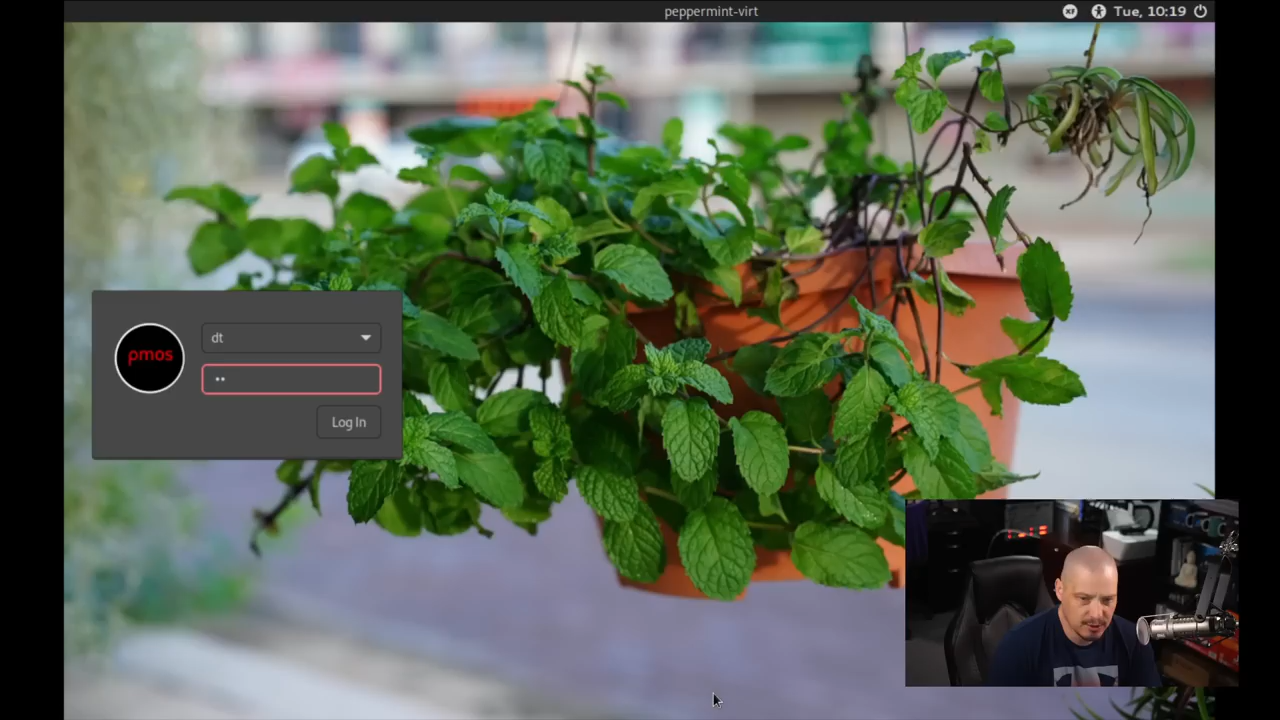 peppermint-virt
Tue, 10:19
pmos
dt
••
Log In